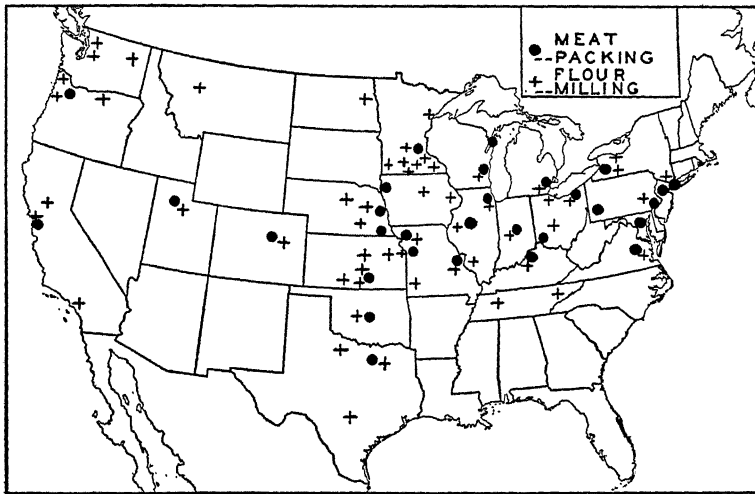 ● MEAT
--PACKING
+ FLOUR
--MILLING